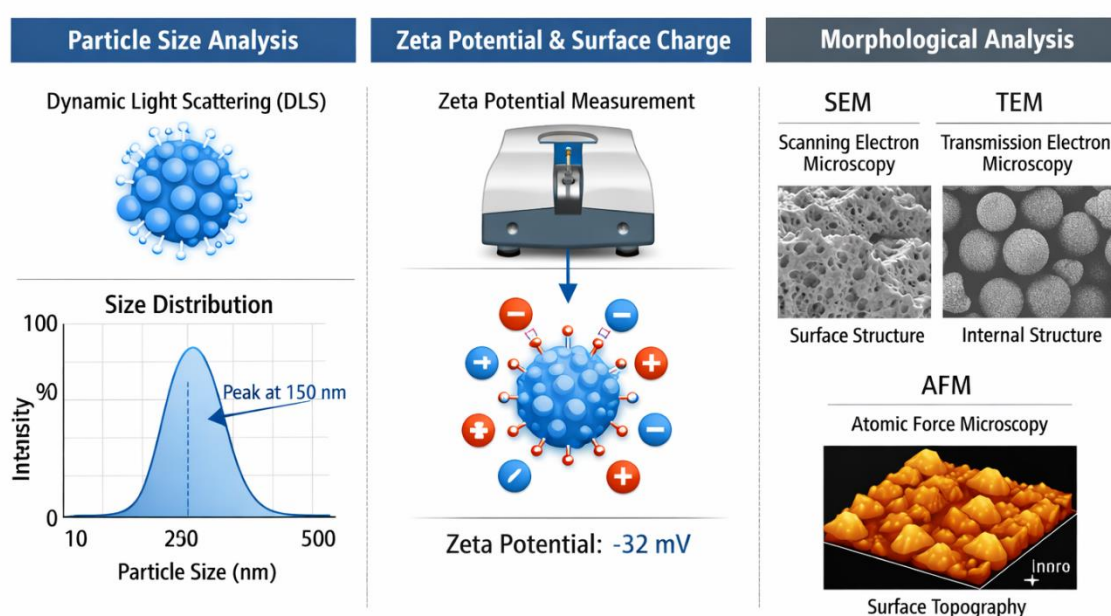 Particle Size Analysis
Dynamic Light Scattering (DLS)
Size Distribution
100
90
0
Intısity
Peak at 150 nm
10
290
500
Particle Size (nm)
Zeta Potential & Surface Charge
Zeta Potential Measurement
Zeta Potential: -32 mV
Morphological Analysis
SEM
Scanning Electron
Microscopy
Surface Structure
TEM
Transmission Electron
Microscopy
Internal Structure
AFM
Atomic Force Microscopy
Innro
Surface Topography